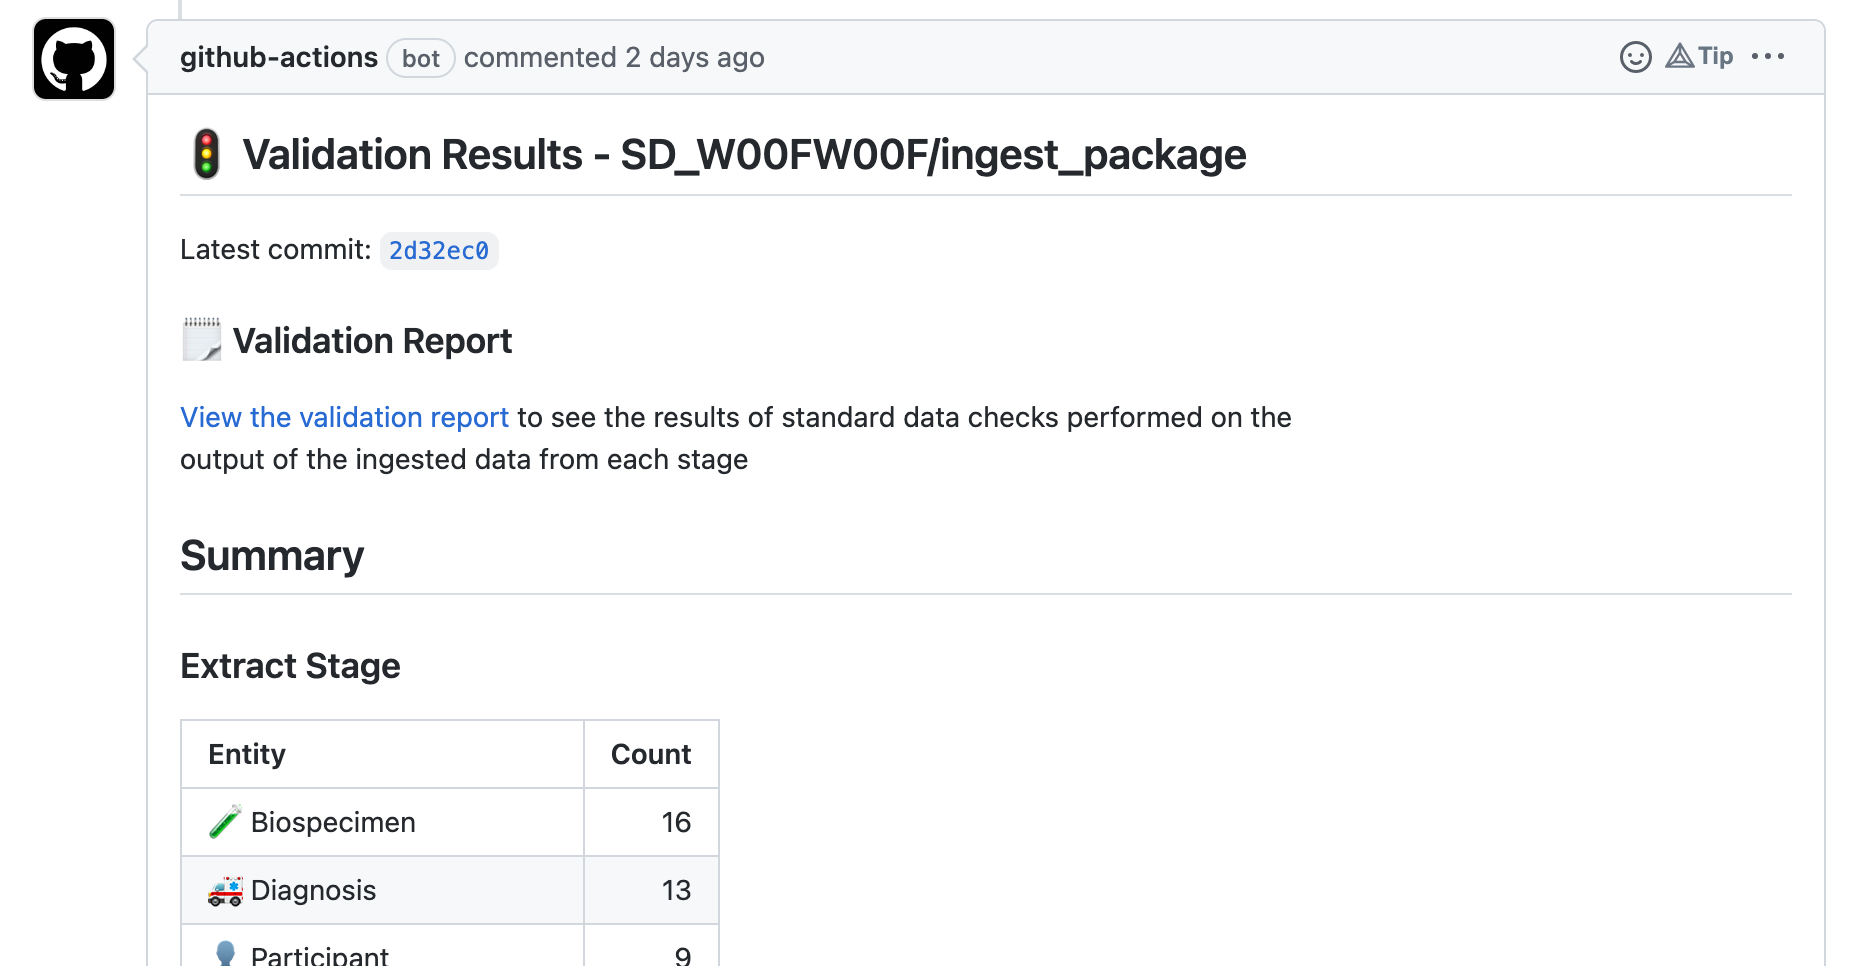 github-actions bot commented 2 days ago Tip
Validation Results - SD_W00FW00F/ingest_package
Latest commit: 2d32ec0
Validation Report
View the validation report to see the results of standard data checks performed on the
output of the ingested data from each stage
Summary
Extract Stage
Entity Count
Biospecimen 16
Diagnosis 13
Participant 9